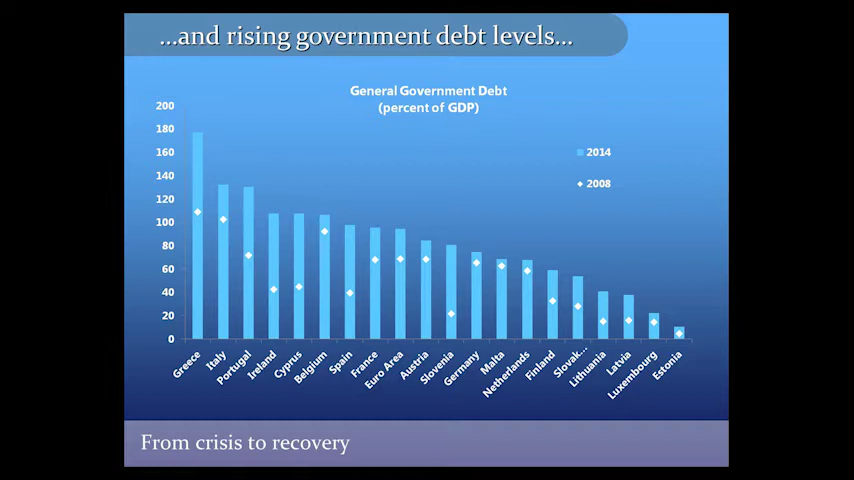 ...and rising government debt levels...
General Government Debt
(percent of GDP)
200
180
160
140
120
100
80
60
40
20
0
2014
2008
Greece
Italy
Portugal
Ireland
Cyprus
Belgium
Spain
France
Euro Area
Austria
Slovenia
Germany
Malta
Netherlands
Finland
Slovak...
Lithuania
Latvia
Luxembourg
Estonia
From crisis to recovery